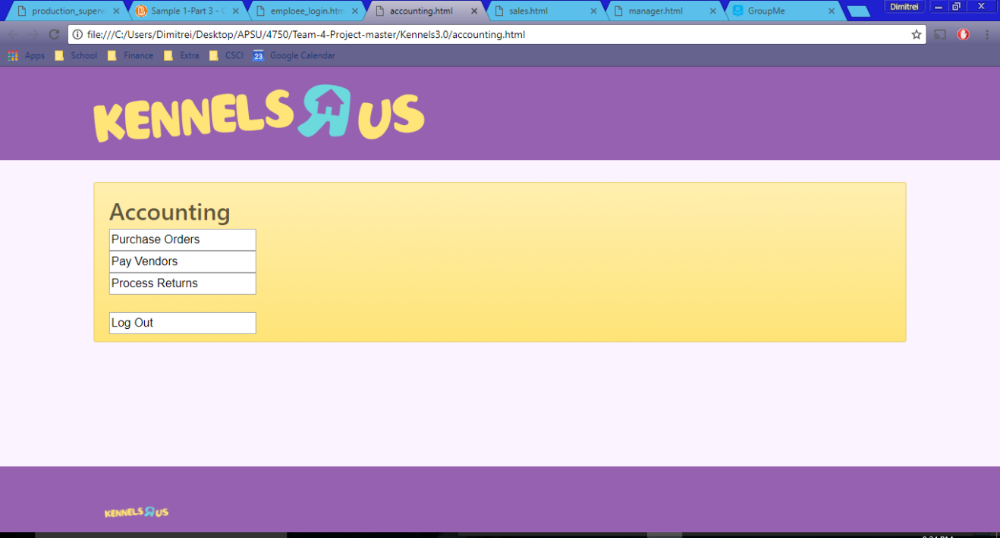 production_superv
Sample 1-Part 3 - G
emploee_login.htm
accounting.html
sales.html
manager.html
GroupMe
Dimitrei
file:///C:/Users/Dimitrei/Desktop/APSU/4750/Team-4-Project-master/Kennels3.0/accounting.html
Apps School Finance Extra CSCI 23 Google Calendar
KENNELS R US
Accounting
Purchase Orders
Pay Vendors
Process Returns
Log Out
KENNELS R US